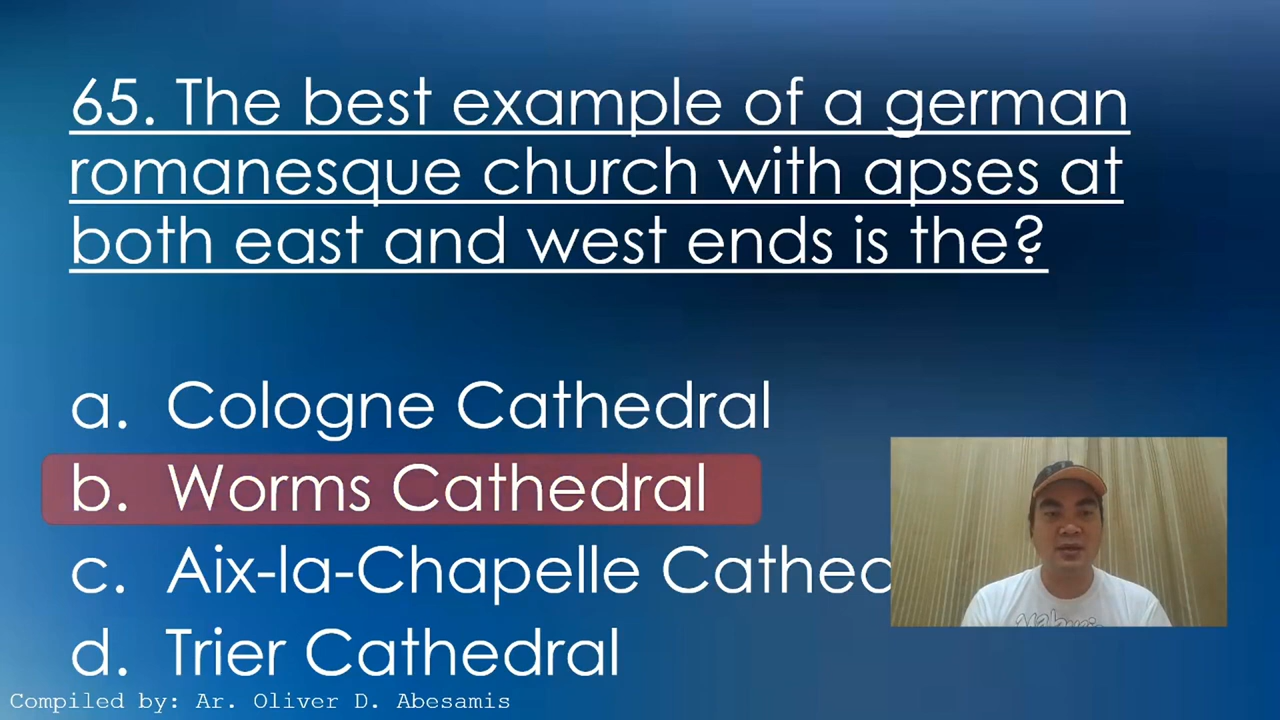 65. The best example of a german
romanesque church with apses at
both east and west ends is the?
a. Cologne Cathedral
b. Worms Cathedral
c. Aix-la-Chapelle
d. Trier Cathedral
Compiled by: Ar. Oliver D. Abesamis